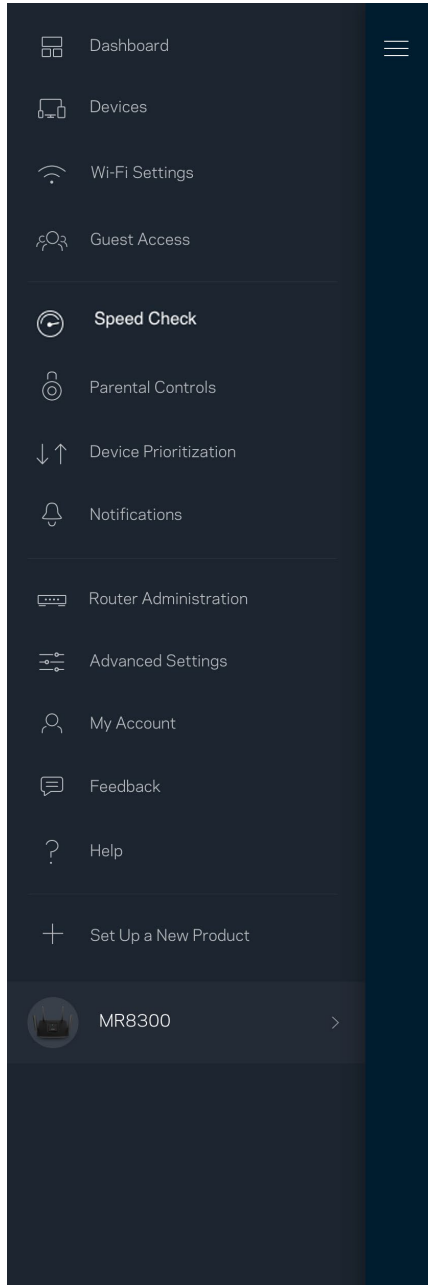 Dashboard
Devices
Wi-Fi Settings
Guest Access
Speed Check
Parental Controls
Device Prioritization
Notifications
Router Administration
Advanced Settings
My Account
Feedback
Help
Set Up a New Product
MR8300